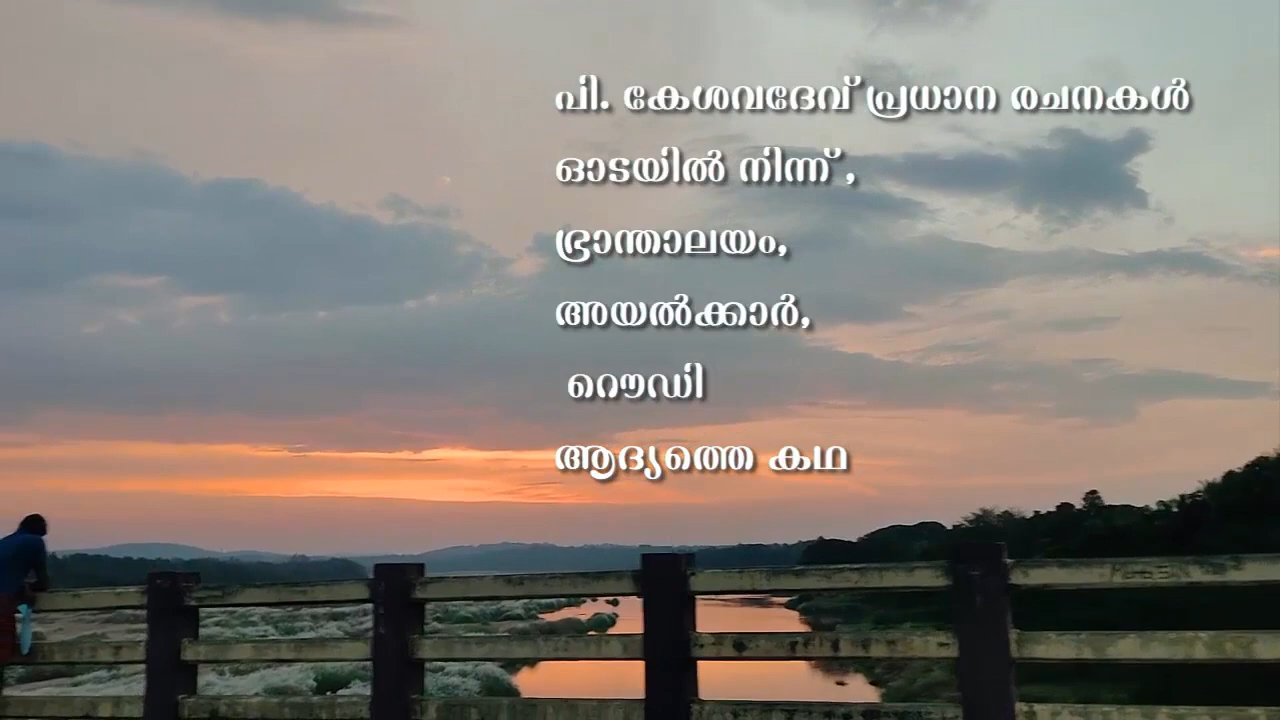 പി. കേശവദേവ് പ്രധാന രചനകൾ
ഓടയിൽ നിന്ന് ,
ഭ്രാന്താലയം,
അയൽക്കാർ,
റൌഡി
ആദ്യത്തെ കഥ